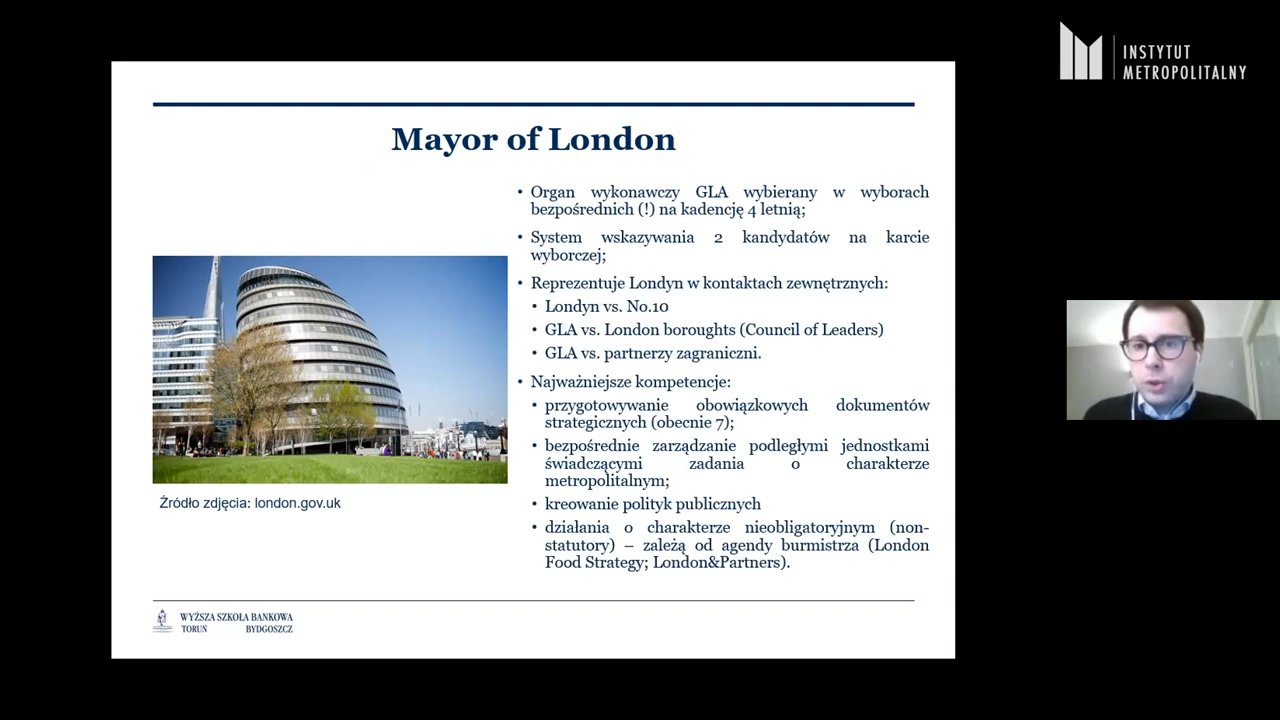 INSTYTUT
METROPOLITALNY
Mayor of London
• Organ wykonawczy GLA wybierany w wyborach
bezpośrednich (!) na kadencję 4 letnią;
• System wskazywania 2 kandydatów na karcie
wyborczej;
• Reprezentuje Londyn w kontaktach zewnętrznych:
• Londyn vs. No.10
• GLA vs. London boroughts (Council of Leaders)
• GLA vs. partnerzy zagraniczni.
• Najważniejsze kompetencje:
• przygotowywanie obowiązkowych dokumentów
strategicznych (obecnie 7);
• bezpośrednie zarządzanie podległymi jednostkami
świadczącymi zadania o charakterze
metropolitalnym;
• kreowanie polityk publicznych
• działania o charakterze nieobligatoryjnym (non-
statutory) – zależą od agendy burmistrza (London
Food Strategy; London&Partners).
Źródło zdjęcia: london.gov.uk
WYŻSZA SZKOŁA BANKOWA
TORUŃ BYDGOSZCZ